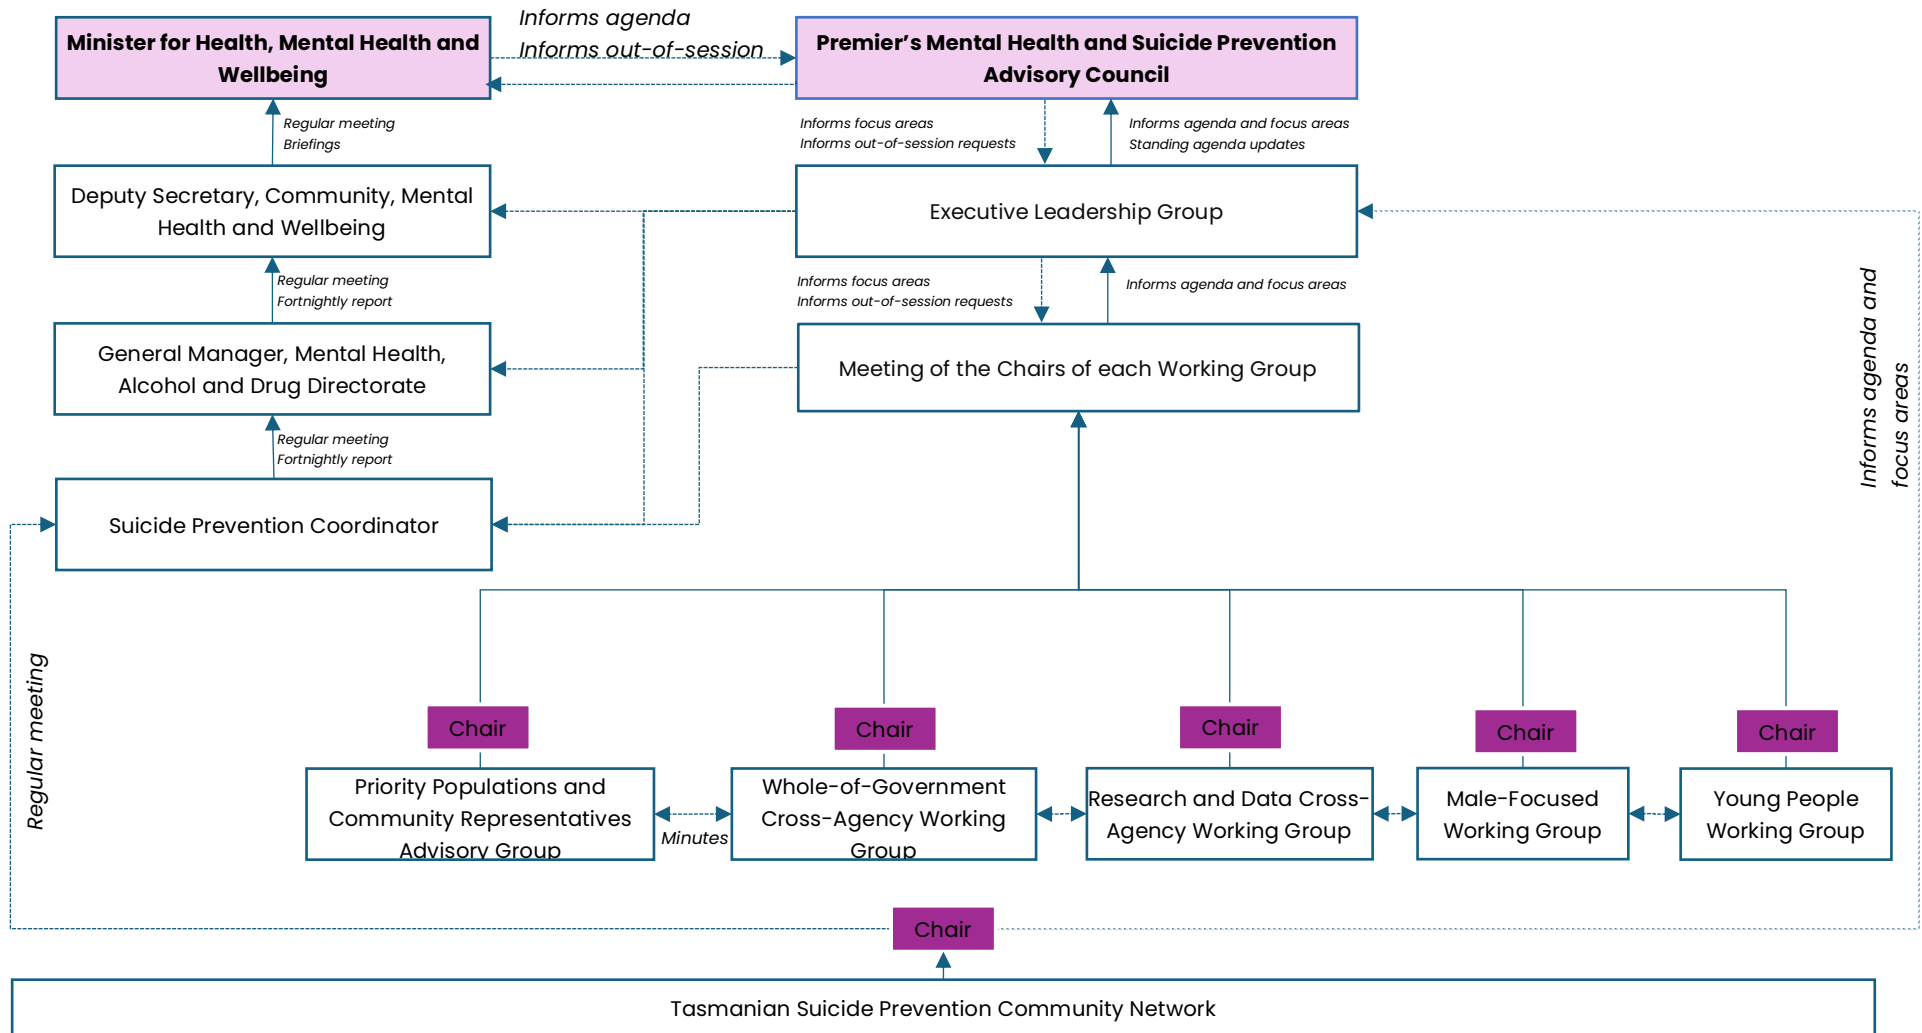 Informs agenda
Informs out-of-session
Minister for Health, Mental Health and
Wellbeing
Premier's Mental Health and Suicide Prevention
Advisory Council
Regular meeting
Briefings
Informs focus areas
Informs out-of-session requests
Informs agenda and focus areas
Standing agenda updates
Deputy Secretary, Community, Mental
Health and Wellbeing
Executive Leadership Group
Regular meeting
Fortnightly report
Informs focus areas
Informs out-of-session requests
Informs agenda and focus areas
Informs agenda and
focus areas
General Manager, Mental Health,
Alcohol and Drug Directorate
Meeting of the Chairs of each Working Group
Regular meeting
Fortnightly report
Suicide Prevention Coordinator
Regular meeting
Chair
Chair
Chair
Chair
Chair
Priority Populations and
Community Representatives
Advisory Group
Minutes
Whole-of-Government
Cross-Agency Working
Group
Research and Data Cross-
Agency Working Group
Male-Focused
Working Group
Young People
Working Group
Chair
Tasmanian Suicide Prevention Community Network